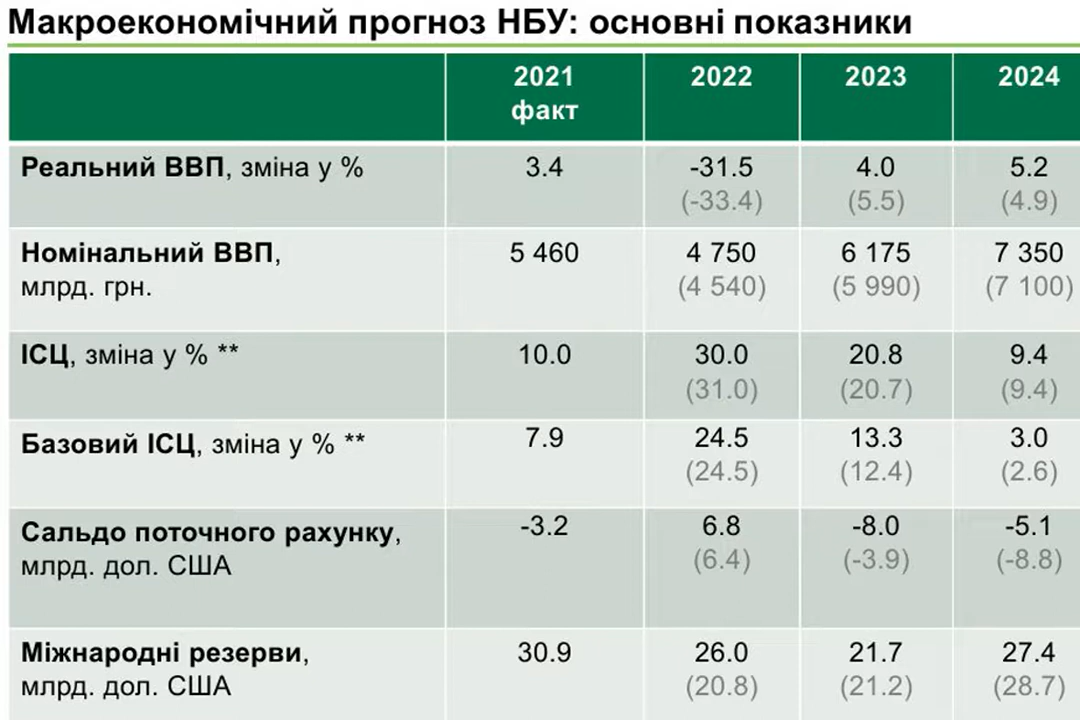 Макроекономічний прогноз НБУ: основні показники
2021 2022 2023 2024
факт
Реальний ВВП, зміна у % 3.4 -31.5 4.0 5.2
(-33.4) (5.5) (4.9)
Номінальний ВВП, 5 460 4 750 6 175 7 350
млрд. грн. (4 540) (5 990) (7 100)
ІСЦ, зміна у % ** 10.0 30.0 20.8 9.4
(31.0) (20.7) (9.4)
Базовий ІСЦ, зміна у % ** 7.9 24.5 13.3 3.0
(24.5) (12.4) (2.6)
Сальдо поточного рахунку, -3.2 6.8 -8.0 -5.1
млрд. дол. США (6.4) (-3.9) (-8.8)
Міжнародні резерви, 30.9 26.0 21.7 27.4
млрд. дол. США (20.8) (21.2) (28.7)